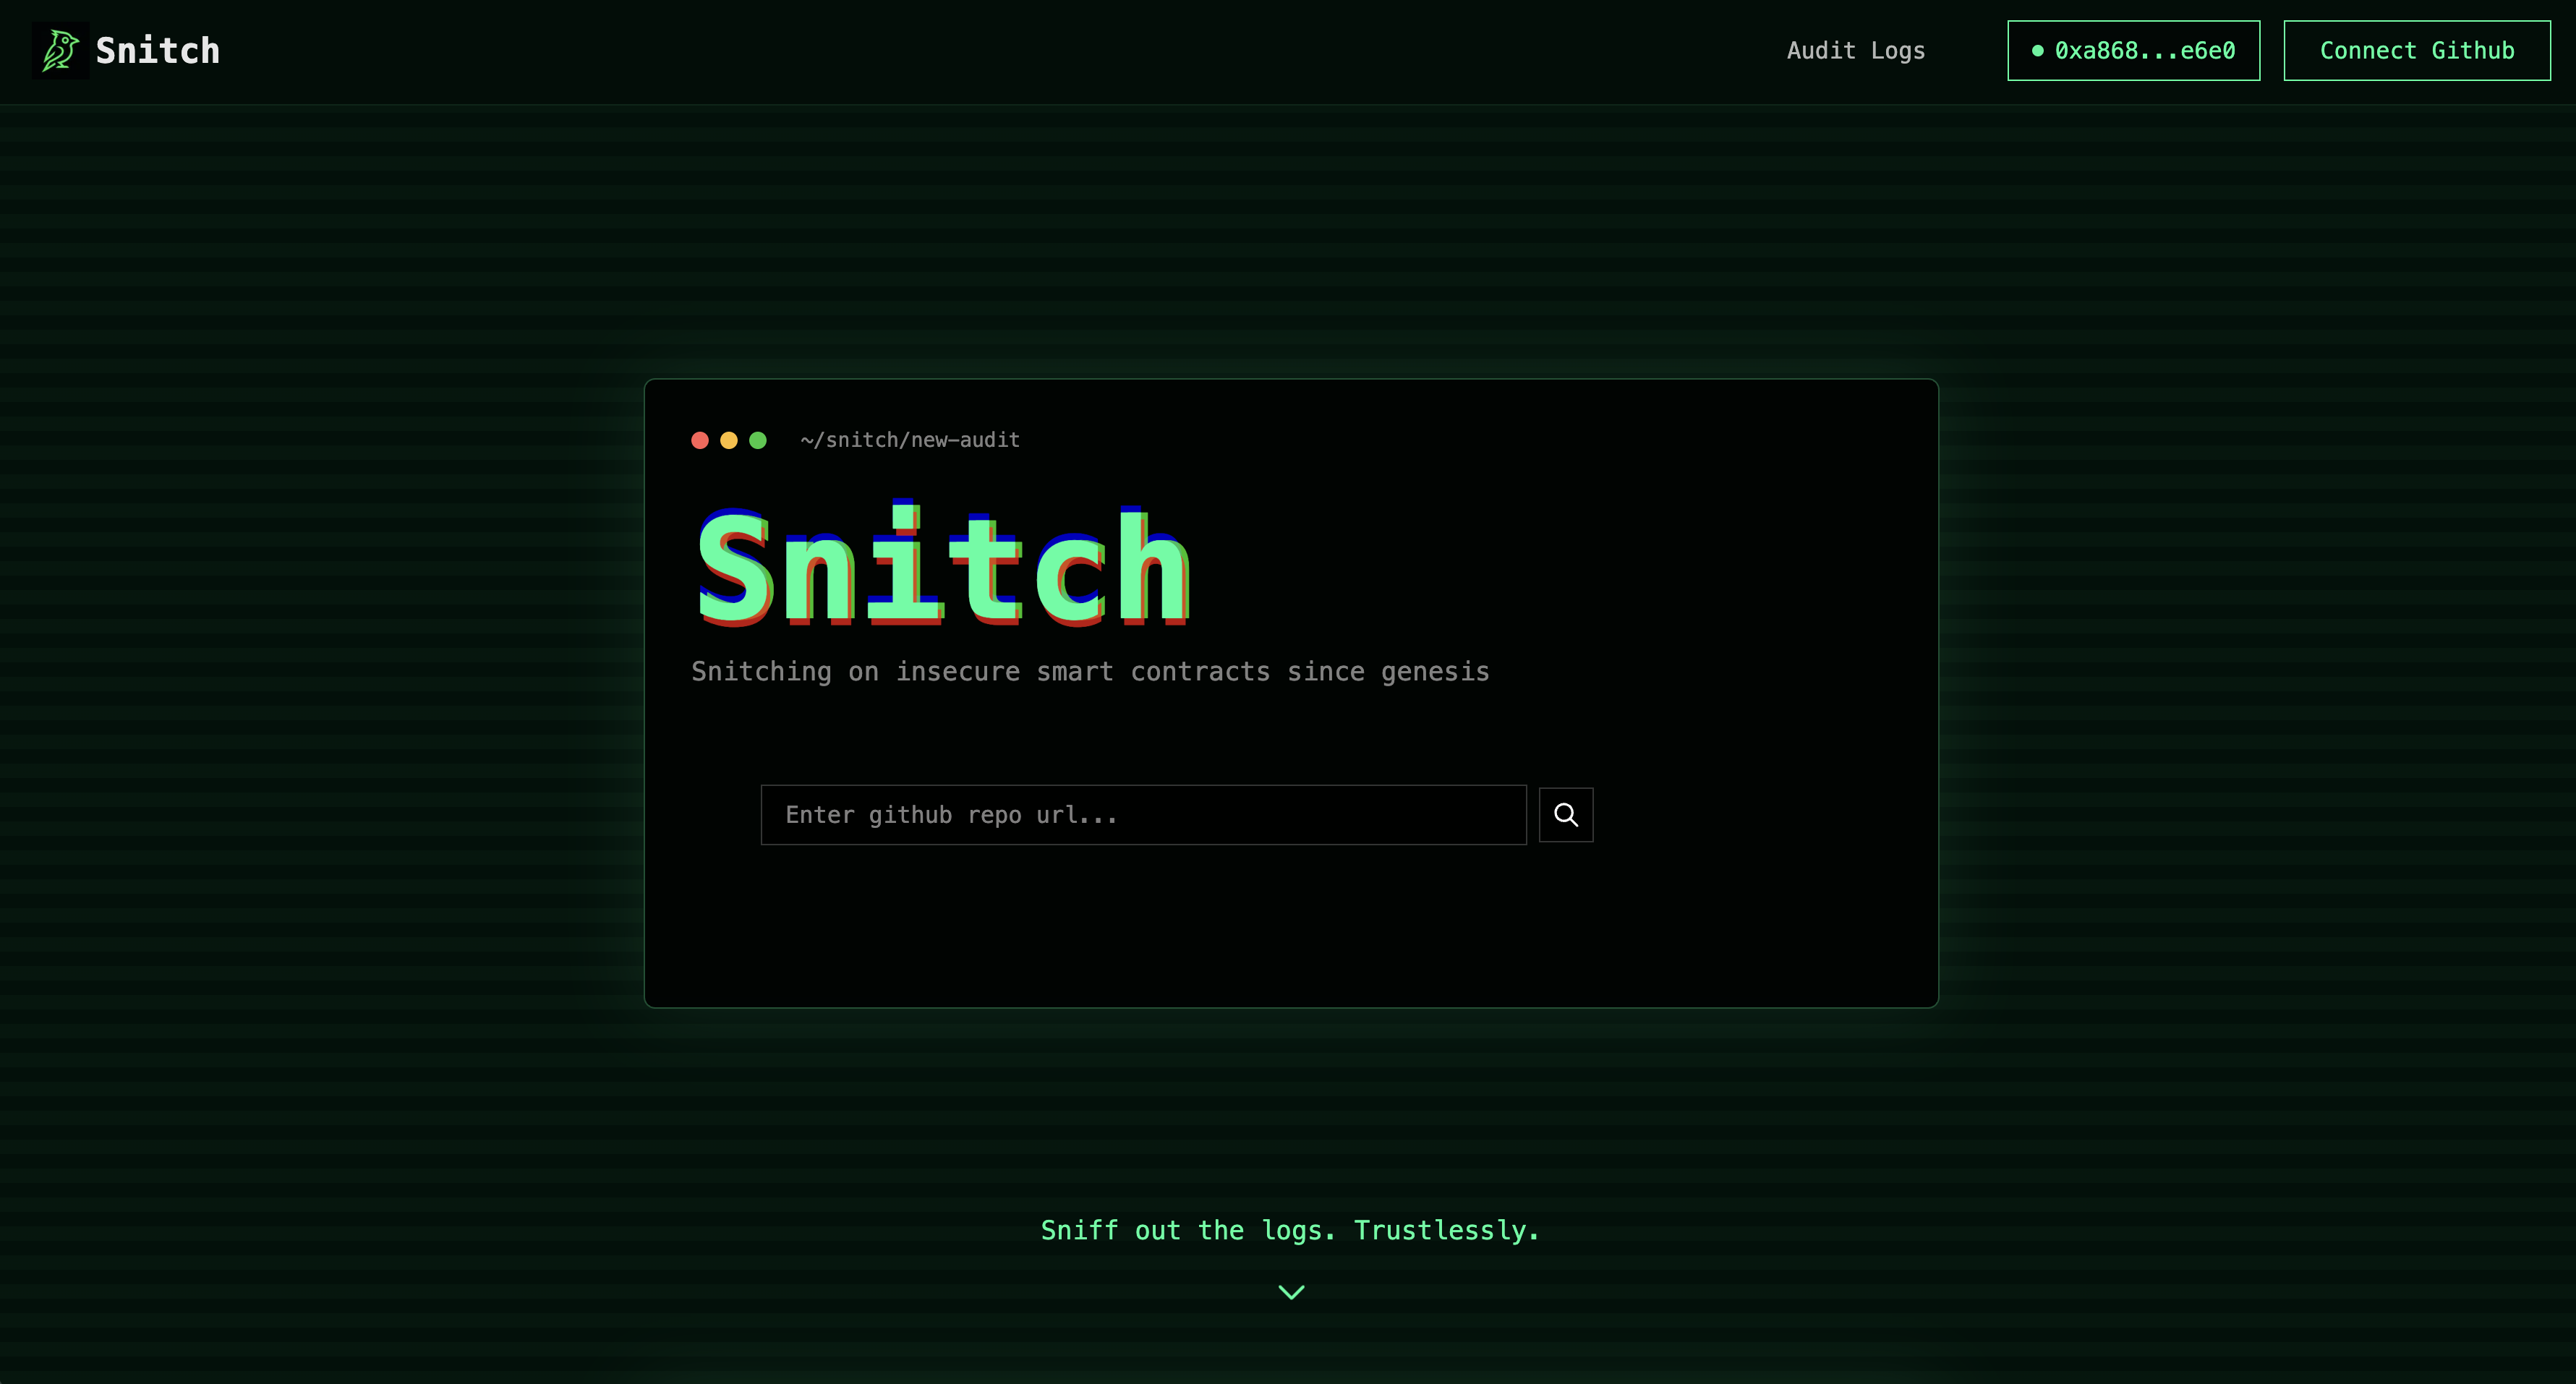 Snitch
Audit Logs
0xa868...e6e0
Connect Github
~/snitch/new-audit
Snitch
Snitching on insecure smart contracts since genesis
Enter github repo url...
Sniff out the logs. Trustlessly.